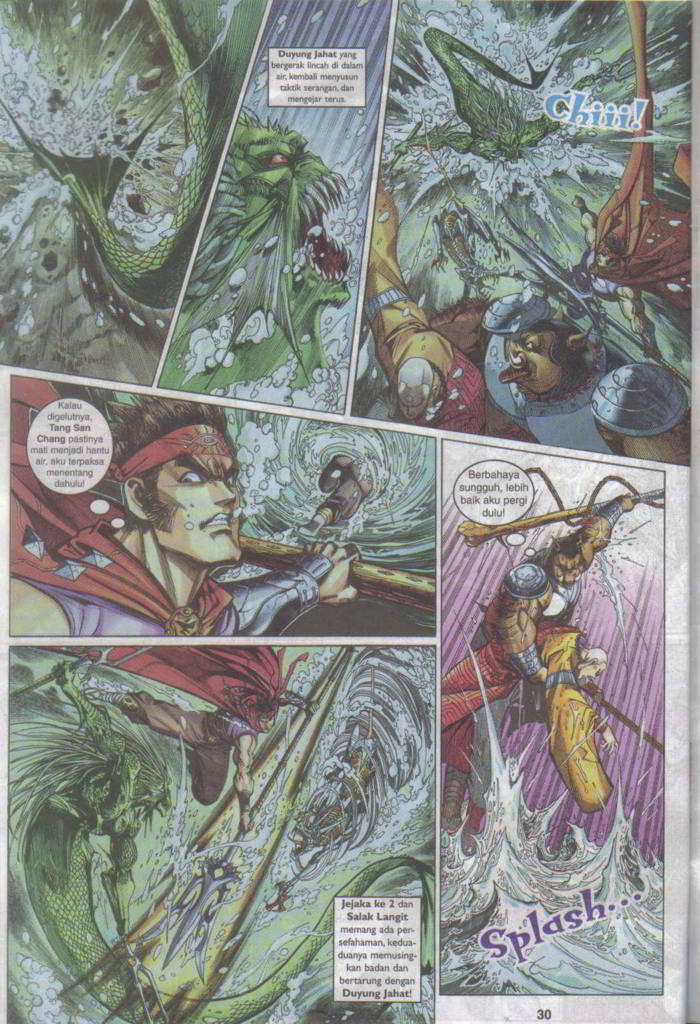 Duyung Jahat yang
bergerak lincah di dalam
air, kembali menyusun
taktik serangan, dan
mengejar terus.
Chiii!
Kalau
digelutnya,
Tang San
Chang pastinya
mati menjadi hantu
air, aku terpaksa
menentang
dahulu!
Berbahaya
sungguh, lebih
baik aku pergi
dulu!
Jejaka ke 2 dan
Salak Langit
memang ada per-
sefahaman, kedua-
duanya memusing-
kan badan dan
bertarung dengan
Duyung Jahat!
Splash...
30